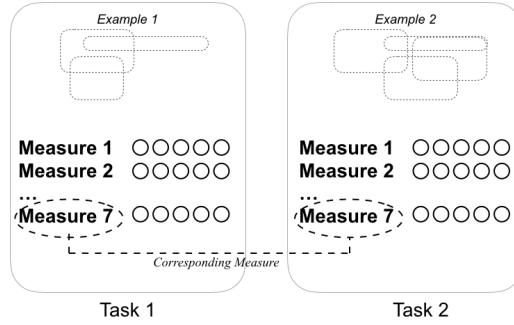 Example 1
Example 2
Measure 1
Measure 2
...
Measure 7
Measure 1
Measure 2
...
Measure 7
Corresponding Measure
Task 1
Task 2